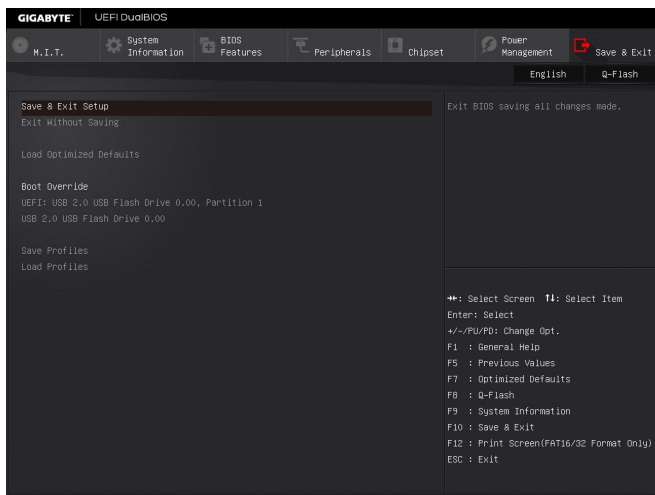 GIGABYTE™ UEFI DualBIOS
M.I.T. System Information BIOS Features Peripherals Chipset Power Management Save & Exit
English Q-Flash
Save & Exit Setup
Exit Without Saving
Load Optimized Defaults
Boot Override
UEFI: USB 2.0 USB Flash Drive 0.00, Partition 1
USB 2.0 USB Flash Drive 0.00
Save Profiles
Load Profiles
Exit BIOS saving all changes made.
→←: Select Screen ↑↓: Select Item
Enter: Select
+/-/PU/PD: Change Opt.
F1 : General Help
F5 : Previous Values
F7 : Optimized Defaults
F8 : Q-Flash
F9 : System Information
F10 : Save & Exit
F12 : Print Screen(FAT16/32 Format Only)
ESC : Exit